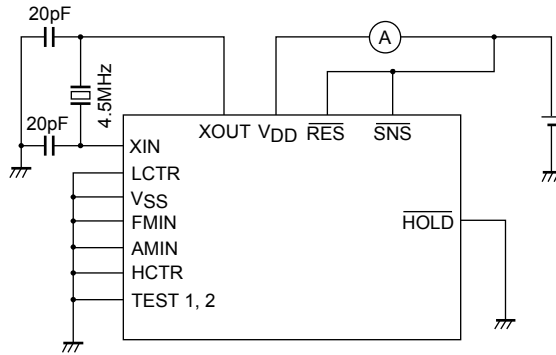 20pF
A
4.5MHz
20pF
XOUT VDD RES SNS
XIN
LCTR
VSS
FMIN
HOLD
AMIN
HCTR
TEST 1, 2